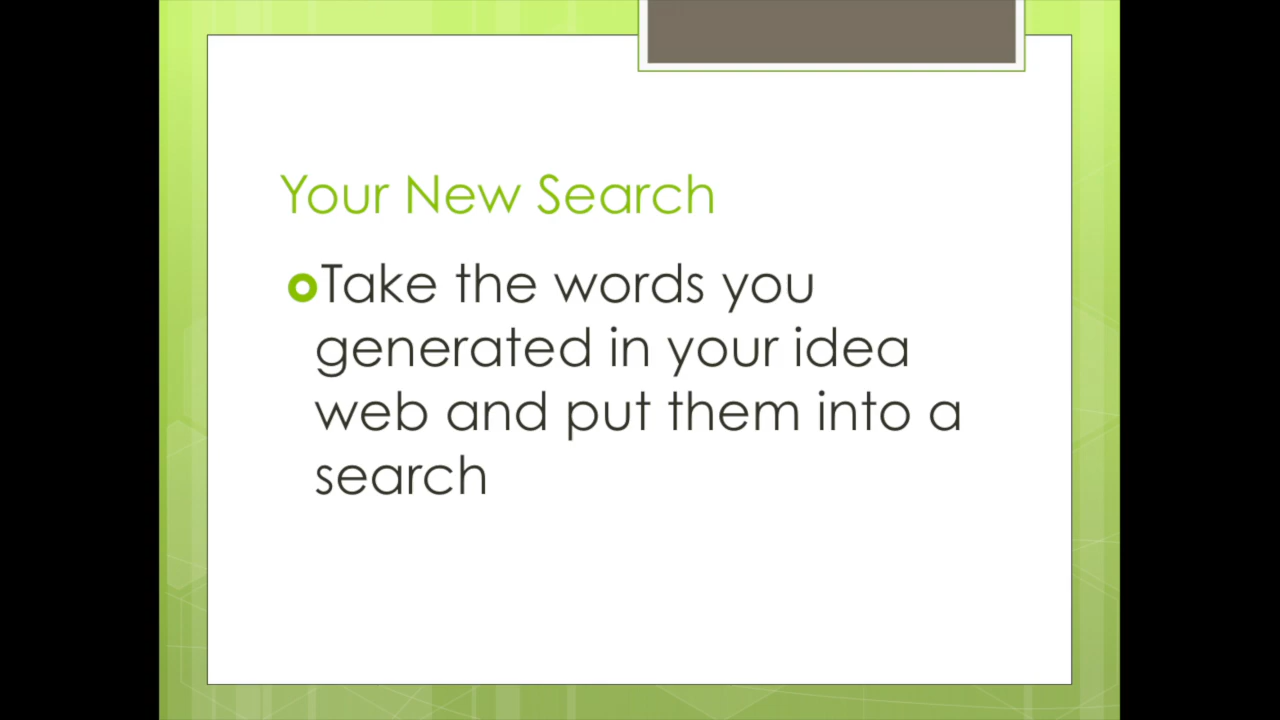 Your New Search
Take the words you
generated in your idea
web and put them into a
search